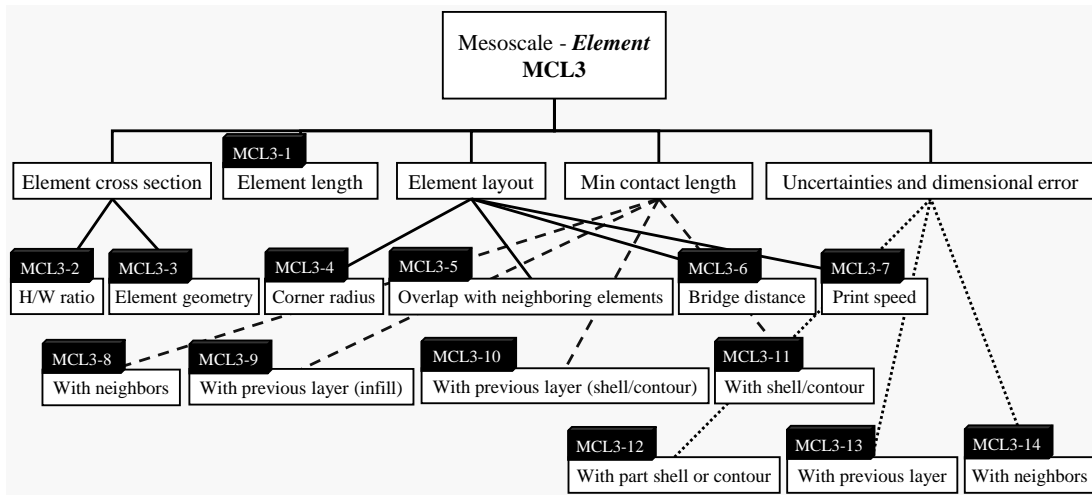 Mesoscale - Element
MCL3
MCL3-1
Element cross section
Element length
Element layout
Min contact length
Uncertainties and dimensional error
MCL3-2
MCL3-3
MCL3-4
MCL3-5
MCL3-6
MCL3-7
H/W ratio
Element geometry
Corner radius
Overlap with neighboring elements
Bridge distance
Print speed
MCL3-8
MCL3-9
MCL3-10
MCL3-11
With neighbors
With previous layer (infill)
With previous layer (shell/contour)
With shell/contour
MCL3-12
MCL3-13
MCL3-14
With part shell or contour
With previous layer
With neighbors